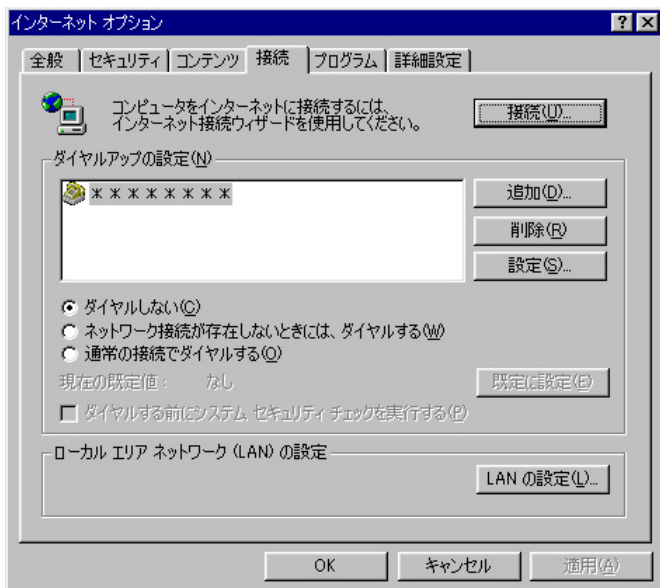 インターネット オプション
全般 セキュリティ コンテンツ 接続 プログラム 詳細設定
コンピュータをインターネットに接続するには、
インターネット接続ウィザードを使用してください。
接続(U)...
ダイヤルアップの設定(N)
* * * * * * * *
追加(D)...
削除(R)
設定(S)...
ダイヤルしない(C)
ネットワーク接続が存在しないときには、ダイヤルする(W)
通常の接続でダイヤルする(O)
現在の既定値: なし
既定に設定(E)
ダイヤルする前にシステム セキュリティ チェックを実行する(P)
ローカル エリア ネットワーク (LAN) の設定
LAN の設定(L)...
OK キャンセル 適用(A)